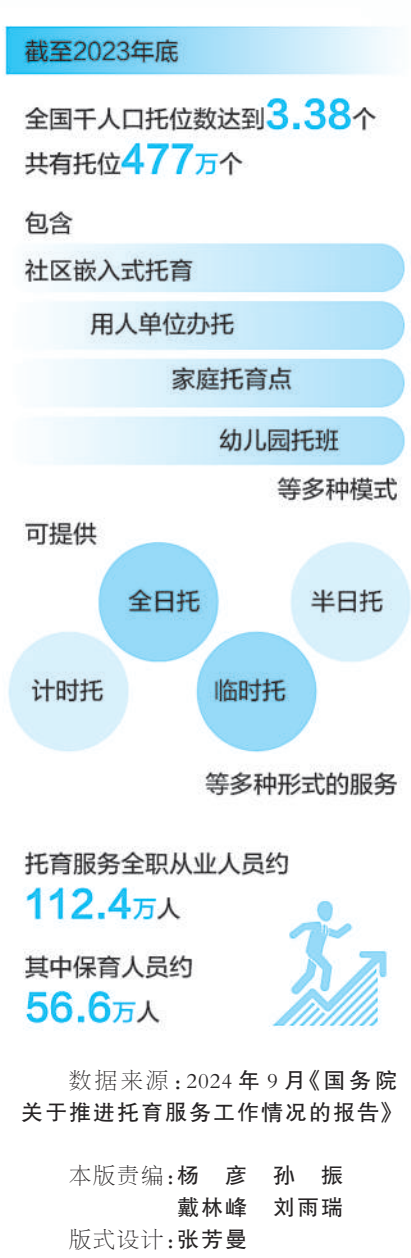 截至2023年底
全国千人口托位数达到3.38个
共有托位477万个
包含
社区嵌入式托育
用人单位办托
家庭托育点
幼儿园托班
等多种模式
可提供
全日托
半日托
计时托
临时托
等多种形式的服务
托育服务全职从业人员约
112.4万人
其中保育人员约
56.6万人
数据来源:2024年9月《国务院
关于推进托育服务工作情况的报告》
本版责编:杨 彦 孙 振
戴林峰 刘雨瑞
版式设计:张芳曼